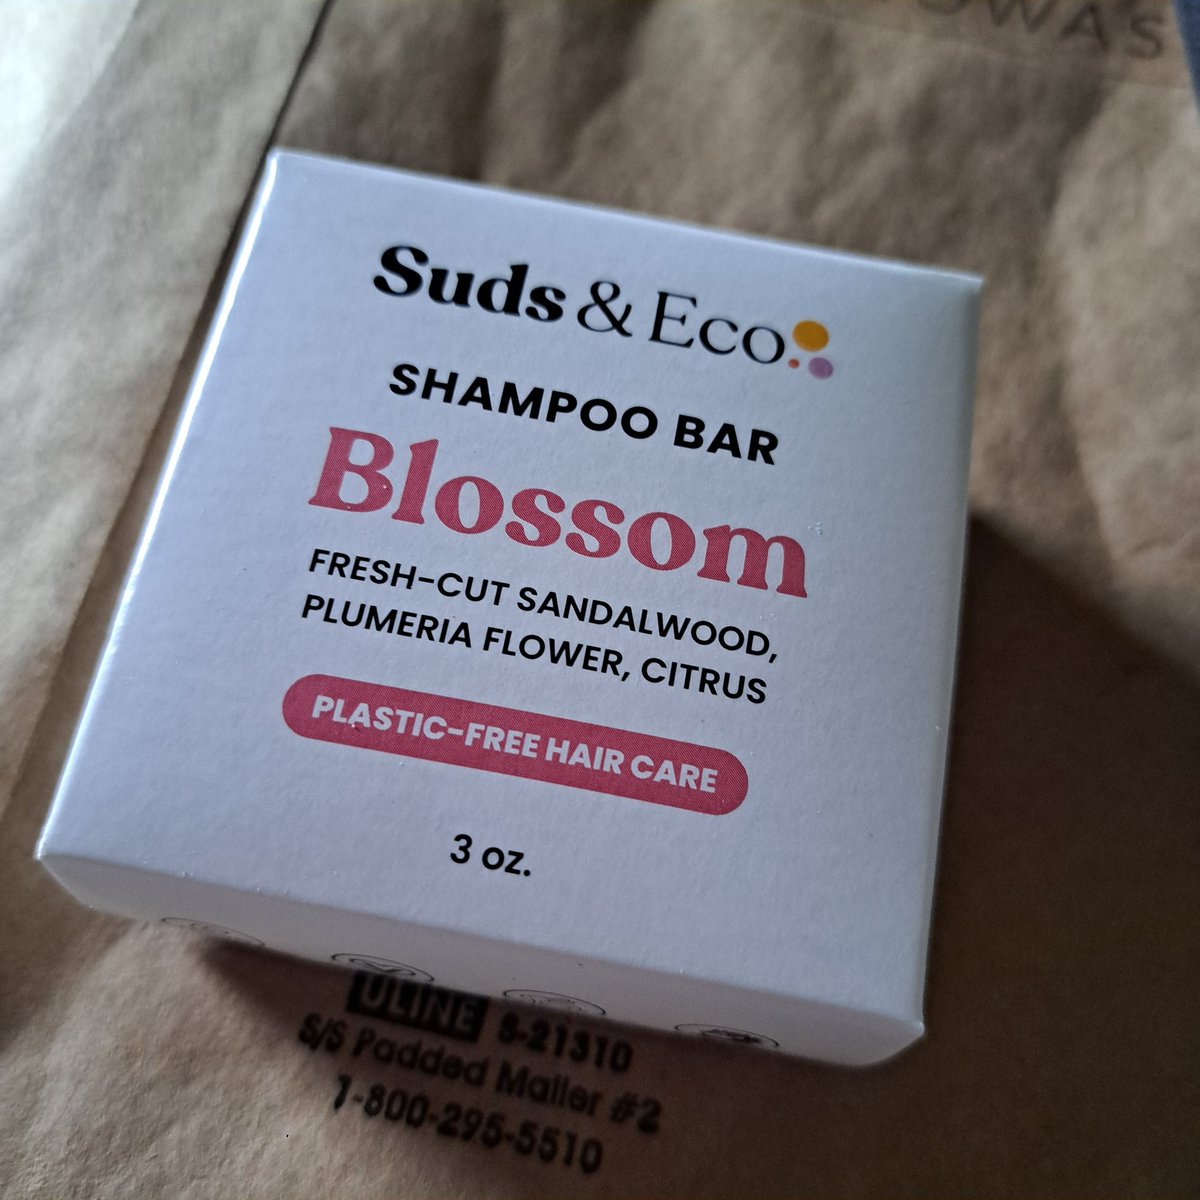 OWAS
Suds & Eco
SHAMPOO BAR
Blossom
FRESH-CUT SANDALWOOD,
PLUMERIA FLOWER, CITRUS
PLASTIC-FREE HAIR CARE
3 oz.
ULINE S-21310
S/S Padded Mailer #2
1-800-295-5510